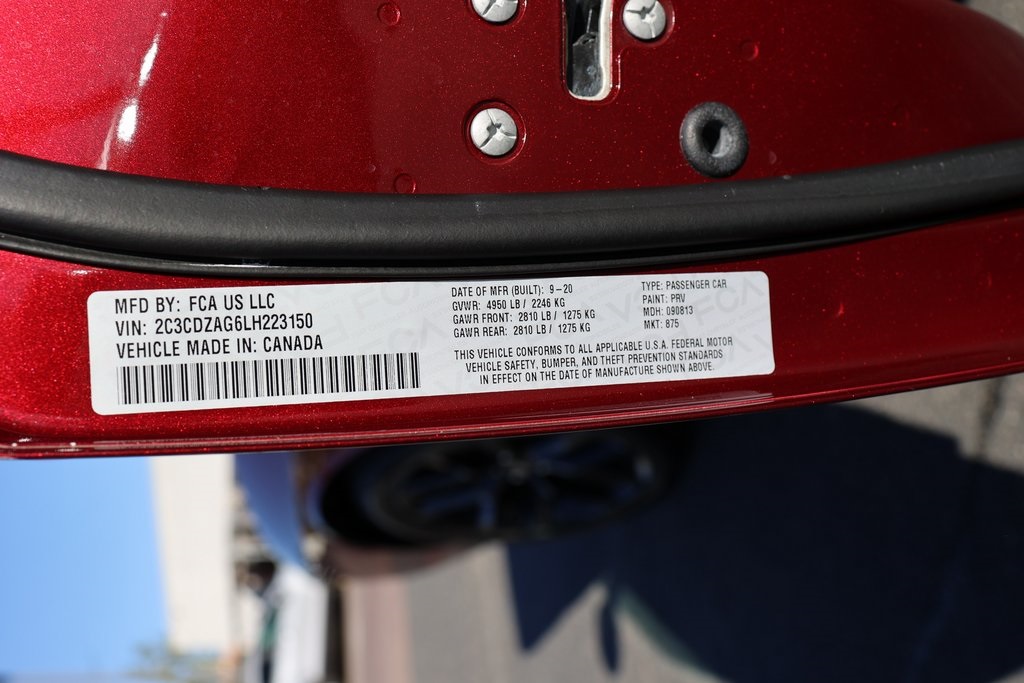 MFD BY: FCA US LLC
VIN: 2C3CDZAG6LH223150
VEHICLE MADE IN: CANADA
DATE OF MFR (BUILT): 9-20
GVWR: 4950 LB / 2246 KG
GAWR FRONT: 2810 LB / 1275 KG
GAWR REAR: 2810 LB / 1275 KG
TYPE: PASSENGER CAR
PAINT: PRV
MDH: 090813
MKT: 875
THIS VEHICLE CONFORMS TO ALL APPLICABLE U.S.A. FEDERAL MOTOR
VEHICLE SAFETY, BUMPER, AND THEFT PREVENTION STANDARDS
IN EFFECT ON THE DATE OF MANUFACTURE SHOWN ABOVE.